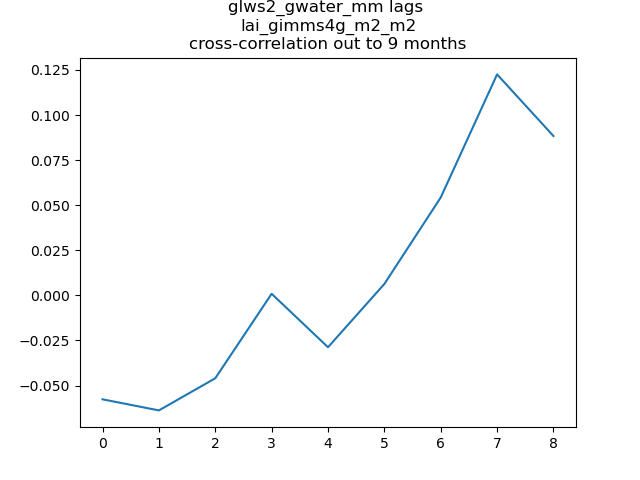 glws2_gwater_mm lags
lai_gimms4g_m2_m2
cross-correlation out to 9 months
0.125
0.100
0.075
0.050
0.025
0.000
−0.025
−0.050
0 1 2 3 4 5 6 7 8